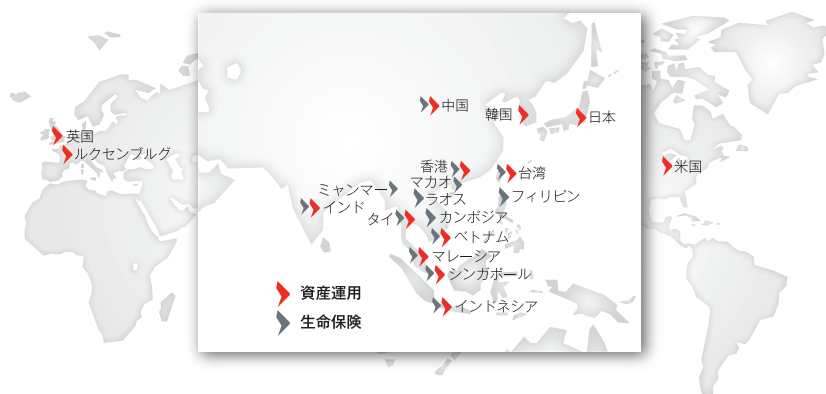 中国
韓国
日本
英国
ルクセンブルグ
香港
マカオ
台湾
米国
ミャンマー
ラオス
フィリピン
インド
タイ
カンボジア
ベトナム
マレーシア
シンガポール
資産運用
インドネシア
生命保険